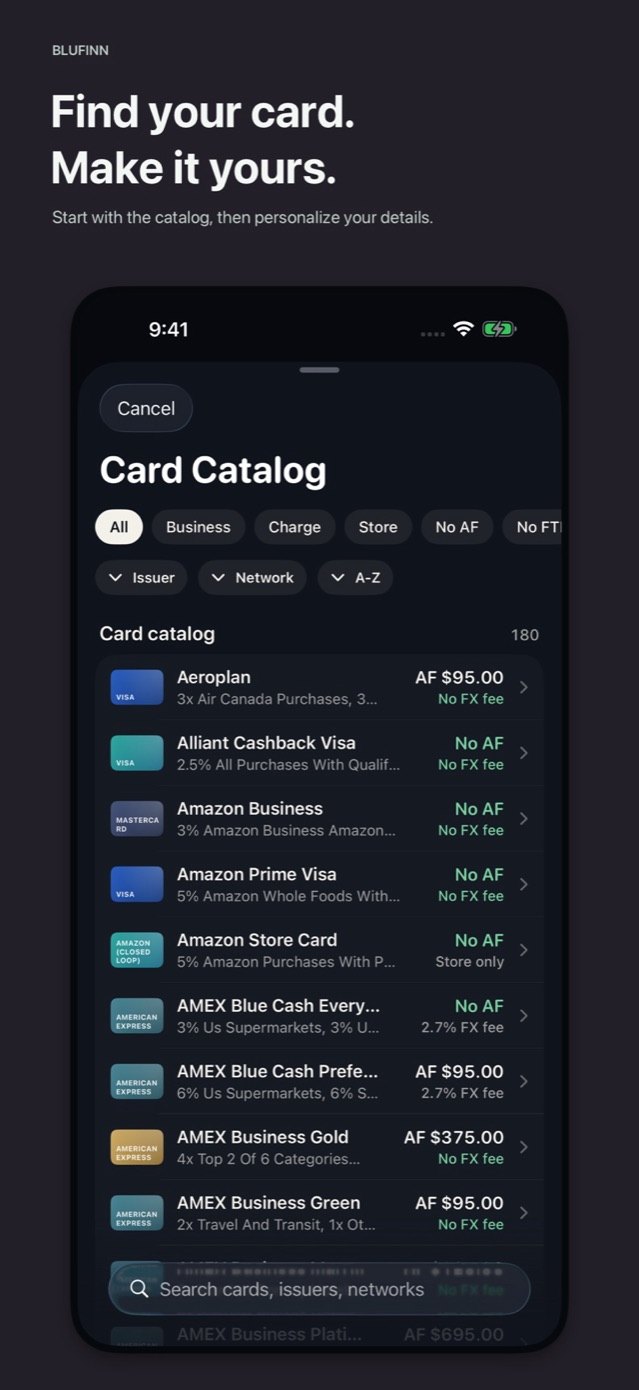 BLUFINN
Find your card.
Make it yours.
Start with the catalog, then personalize your details.
9:41
Cancel
Card Catalog
All Business Charge Store No AF No FT
Issuer Network A-Z
Card catalog 180
VISA
Aeroplan AF $95.00
3x Air Canada Purchases, 3... No FX fee
VISA
Alliant Cashback Visa No AF
2.5% All Purchases With Qualif... No FX fee
MASTERCA
RD
Amazon Business No AF
3% Amazon Business Amazon... No FX fee
VISA
Amazon Prime Visa No AF
5% Amazon Whole Foods With... No FX fee
AMAZON
(CLOSED
LOOP)
Amazon Store Card No AF
5% Amazon Purchases With P... Store only
AMERICAN
EXPRESS
AMEX Blue Cash Every... No AF
3% Us Supermarkets, 3% U... 2.7% FX fee
AMERICAN
EXPRESS
AMEX Blue Cash Prefe... AF $95.00
6% Us Supermarkets, 6% S... 2.7% FX fee
AMERICAN
EXPRESS
AMEX Business Gold AF $375.00
4x Top 2 Of 6 Categories... No FX fee
AMERICAN
EXPRESS
AMEX Business Green AF $95.00
2x Travel And Transit, 1x Ot... No FX fee
Search cards, issuers, networks
AMEX Business Plati... AF $695.00
AMERICAN